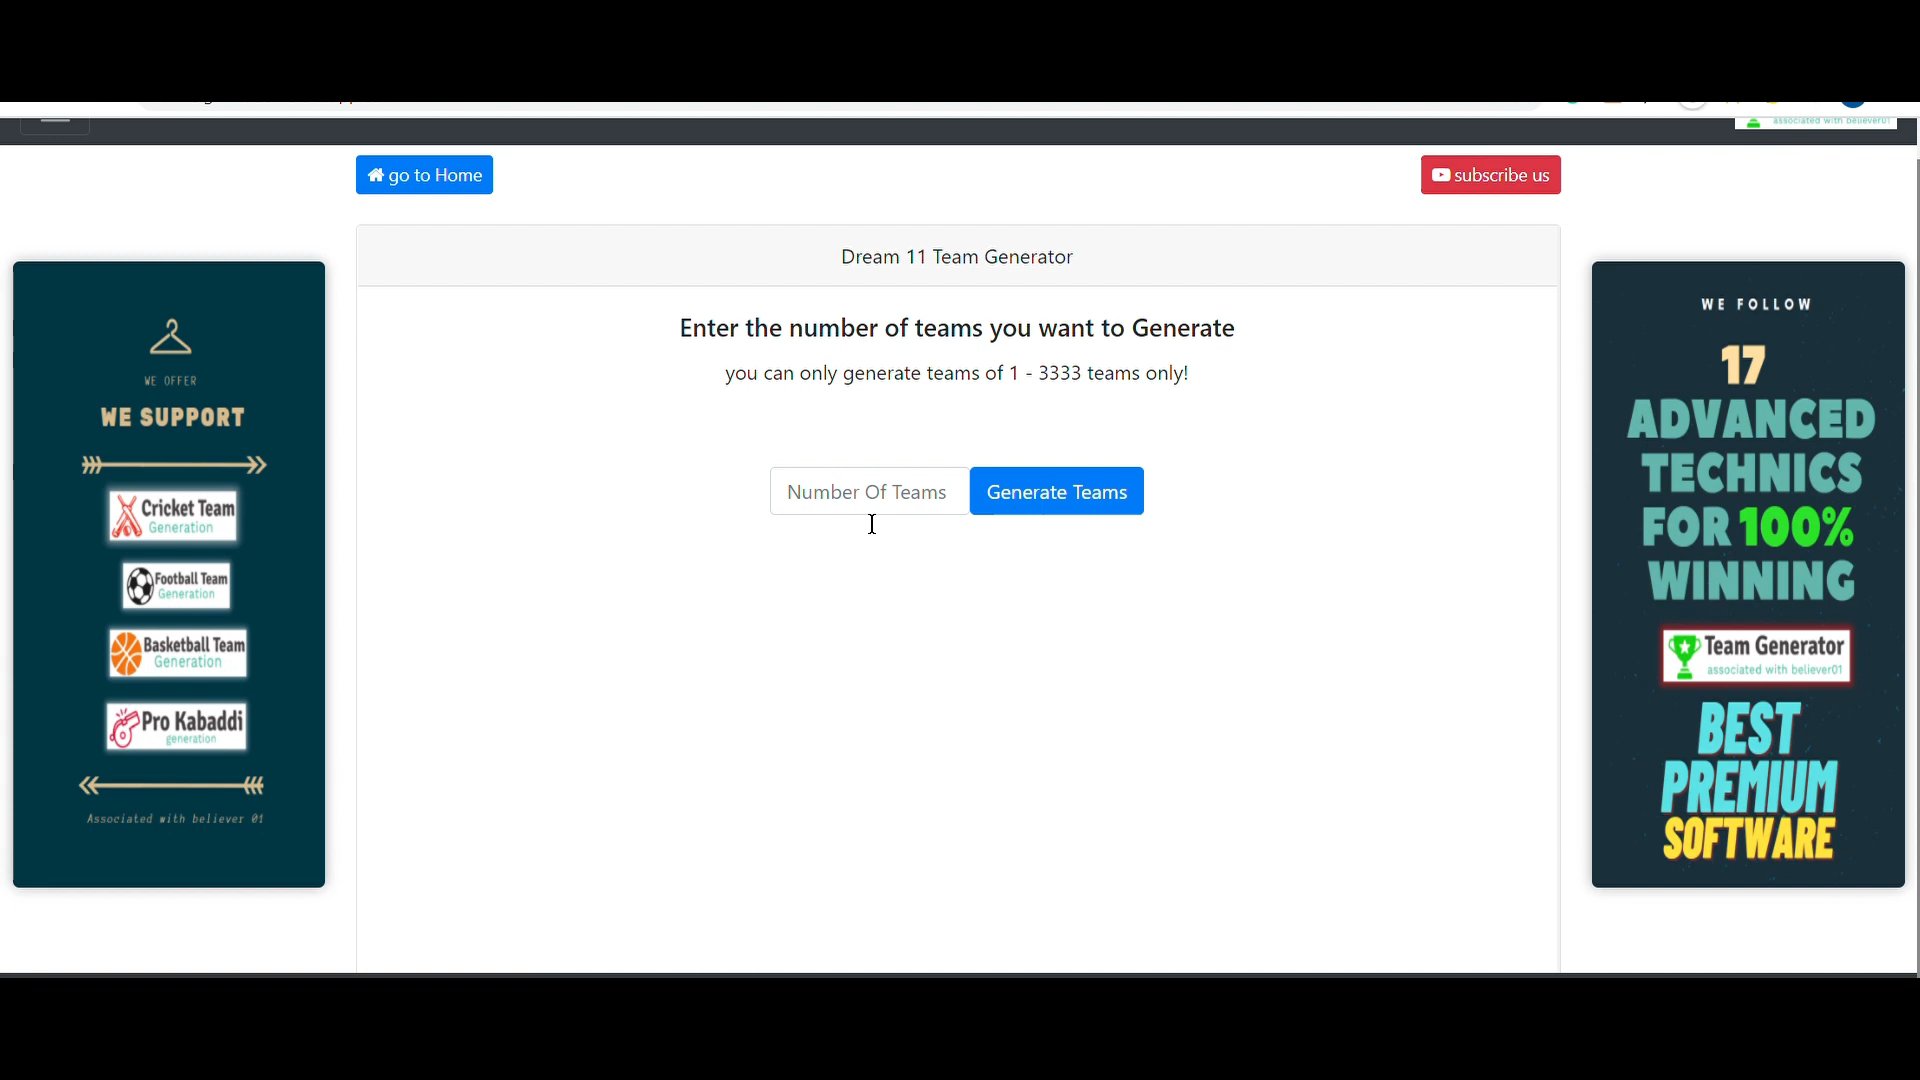 associated with believer01
go to Home
subscribe us
Dream 11 Team Generator
Enter the number of teams you want to Generate
you can only generate teams of 1 - 3333 teams only!
Number Of Teams
Generate Teams
WE OFFER
WE SUPPORT
Cricket Team
Generation
Football Team
Generation
Basketball Team
Generation
Pro Kabaddi
generation
Associated with believer 01
WE FOLLOW
17
ADVANCED
TECHNICS
FOR 100%
WINNING
Team Generator
associated with believer01
BEST
PREMIUM
SOFTWARE